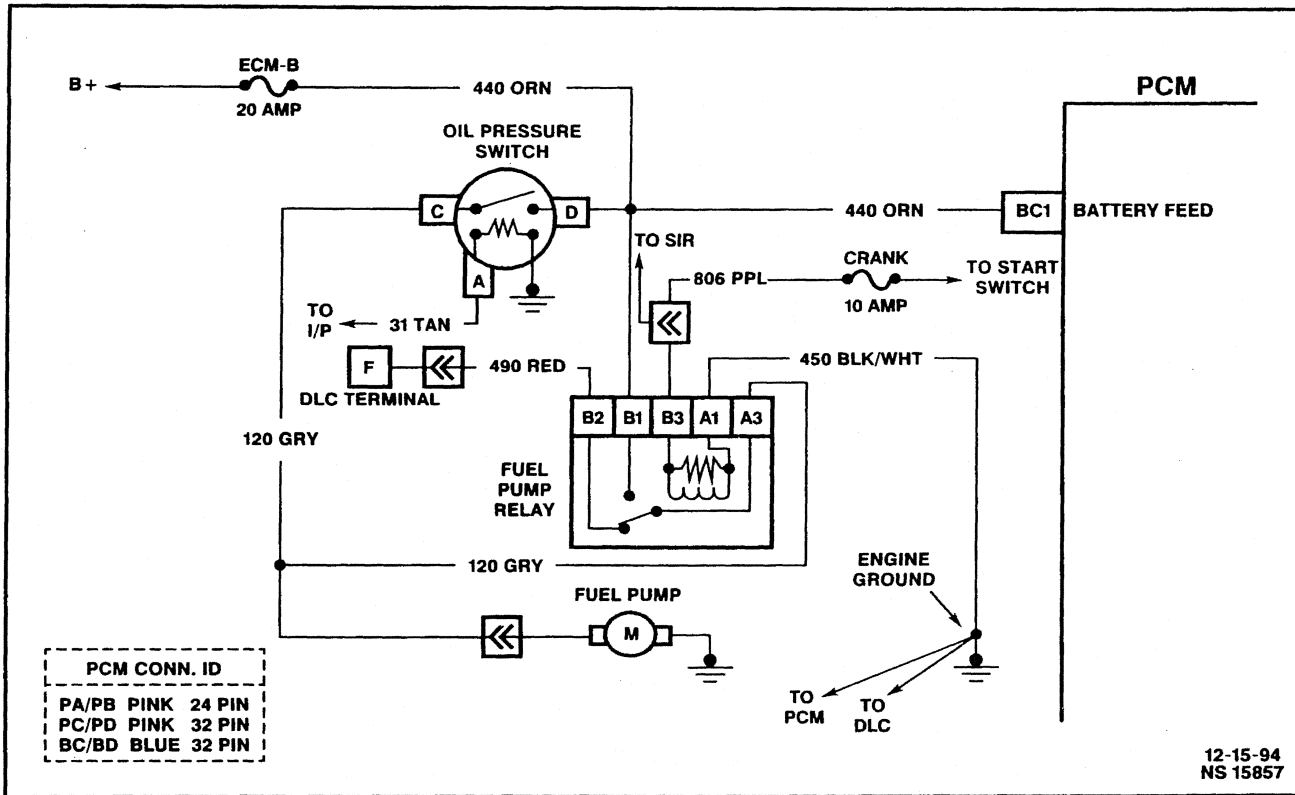 ECM-B
B+
440 ORN
20 AMP
PCM
OIL PRESSURE
SWITCH
C
D
440 ORN
BC1
BATTERY FEED
TO SIR
CRANK
806 PPL
TO START
SWITCH
10 AMP
A
TO
I/P
31 TAN
450 BLK/WHT
F
490 RED
DLC TERMINAL
B2
B1
B3
A1
A3
120 GRY
FUEL
PUMP
RELAY
120 GRY
ENGINE
GROUND
FUEL PUMP
M
PCM CONN. ID
PA/PB PINK 24 PIN
PC/PD PINK 32 PIN
BC/BD BLUE 32 PIN
TO
PCM
TO
DLC
12-15-94
NS 15857